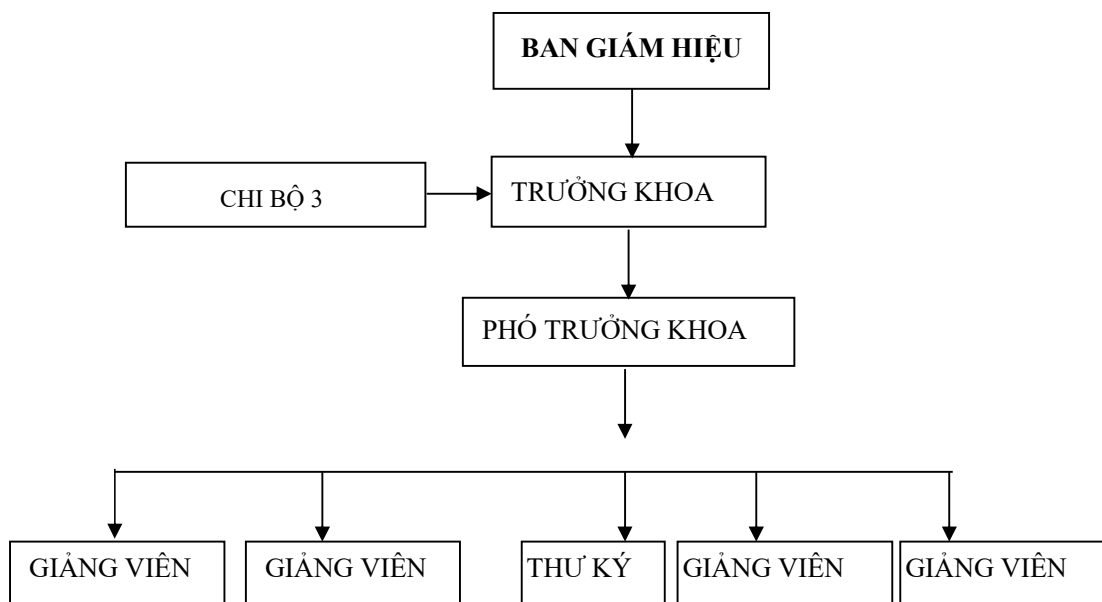 BAN GIÁM HIỆU
CHI BỘ 3
TRƯỞNG KHOA
PHÓ TRƯỞNG KHOA
GIẢNG VIÊN
GIẢNG VIÊN
THƯ KÝ
GIẢNG VIÊN
GIẢNG VIÊN